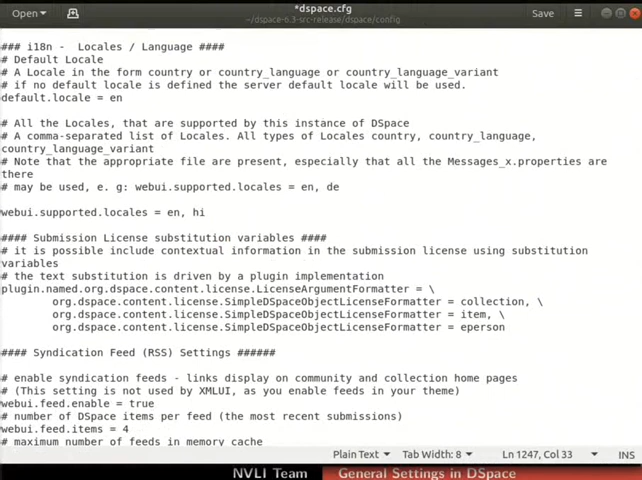 Open
*dspace.cfg
~/dspace-6.3-src-release/dspace/config
Save
### i18n -  Locales / Language ####
# Default Locale
# A Locale in the form country or country_language or country_language_variant
# if no default locale is defined the server default locale will be used.
default.locale = en
# All the Locales, that are supported by this instance of DSpace
# A comma-separated list of Locales. All types of Locales country, country_language,
country_language_variant
# Note that the appropriate file are present, especially that all the Messages_x.properties are
there
# may be used, e. g: webui.supported.locales = en, de
webui.supported.locales = en, hi
#### Submission License substitution variables ####
# it is possible include contextual information in the submission license using substitution
variables
# the text substitution is driven by a plugin implementation
plugin.named.org.dspace.content.license.LicenseArgumentFormatter = \
org.dspace.content.license.SimpleDSpaceObjectLicenseFormatter = collection, \
org.dspace.content.license.SimpleDSpaceObjectLicenseFormatter = item, \
org.dspace.content.license.SimpleDSpaceObjectLicenseFormatter = eperson
#### Syndication Feed (RSS) Settings ######
# enable syndication feeds - links display on community and collection home pages
# (This setting is not used by XMLUI, as you enable feeds in your theme)
webui.feed.enable = true
# number of DSpace items per feed (the most recent submissions)
webui.feed.items = 4
# maximum number of feeds in memory cache
Plain Text
Tab Width: 8
Ln 1247, Col 33
INS
NVLI Team
General Settings in DSpace